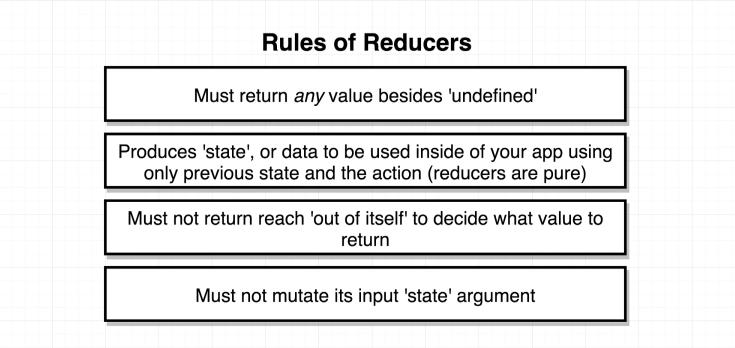 Rules of Reducers
Must return any value besides 'undefined'
Produces 'state', or data to be used inside of your app using
only previous state and the action (reducers are pure)
Must not return reach 'out of itself' to decide what value to
return
Must not mutate its input 'state' argument